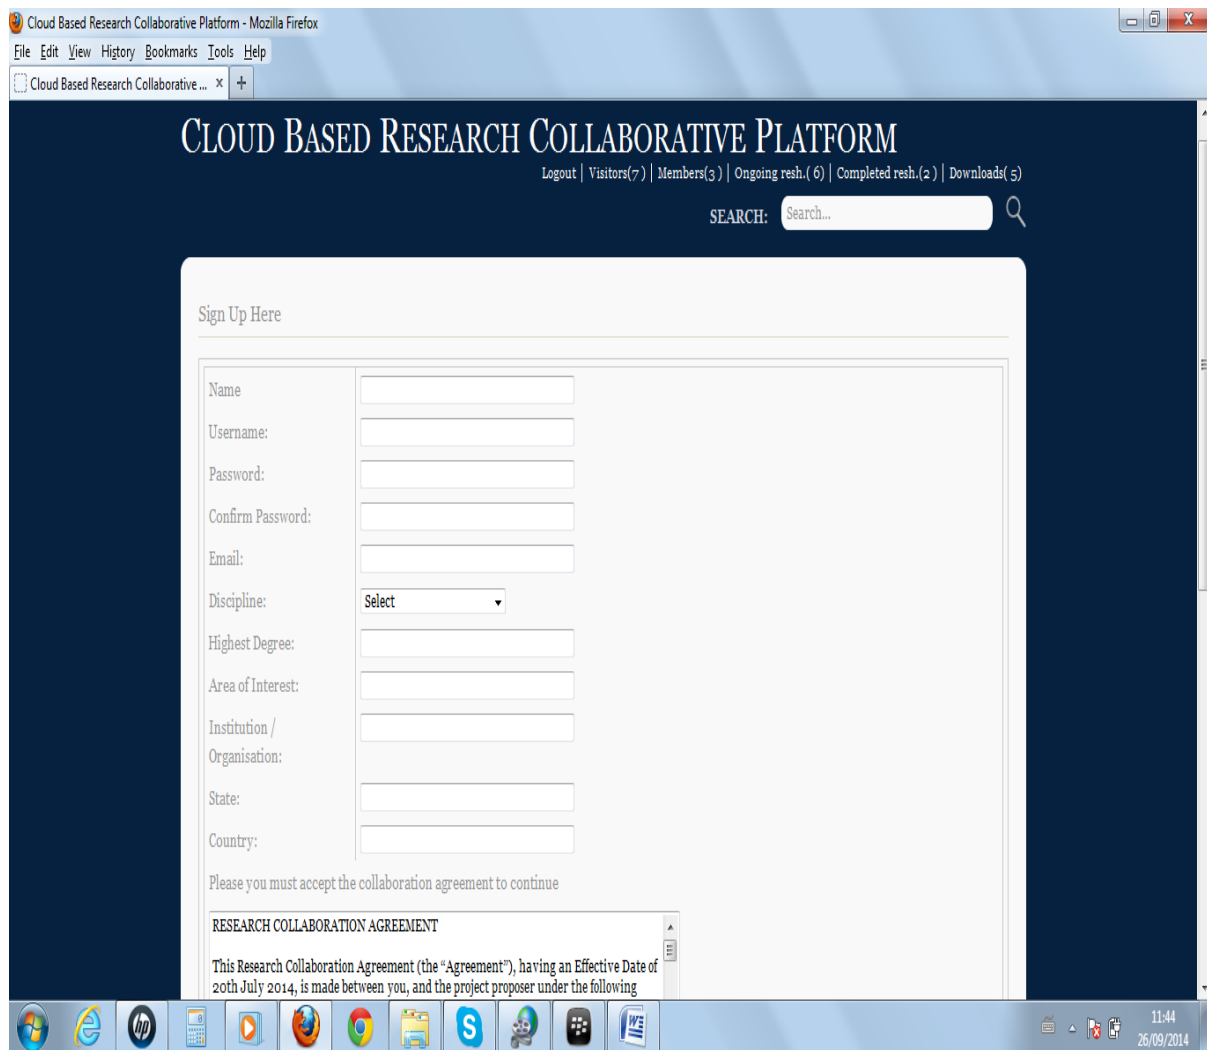 Cloud Based Research Collaborative Platform - Mozilla Firefox
File Edit View History Bookmarks Tools Help
Cloud Based Research Collaborative ... x +
CLOUD BASED RESEARCH COLLABORATIVE PLATFORM
Logout | Visitors(7) | Members(3) | Ongoing resh.( 6) | Completed resh.(2 ) | Downloads( 5)
SEARCH: Search...
Sign Up Here
Name
Username:
Password:
Confirm Password:
Email:
Discipline: Select
Highest Degree:
Area of Interest:
Institution /
Organisation:
State:
Country:
Please you must accept the collaboration agreement to continue
RESEARCH COLLABORATION AGREEMENT
This Research Collaboration Agreement (the “Agreement”), having an Effective Date of
20th July 2014, is made between you, and the project proposer under the following
hp
S
W
11:44
26/09/2014